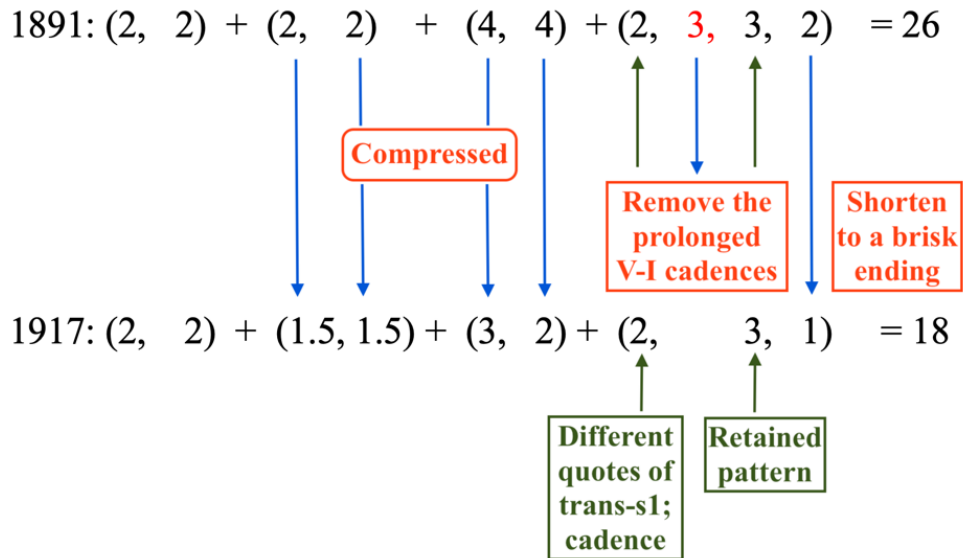 1891: (2, 2) + (2, 2) + (4, 4) + (2, 3, 3, 2) = 26
Compressed
Remove the
prolonged
V-I cadences
Shorten
to a brisk
ending
1917: (2, 2) + (1.5, 1.5) + (3, 2) + (2, 3, 1) = 18
Different
quotes of
trans-s1;
cadence
Retained
pattern